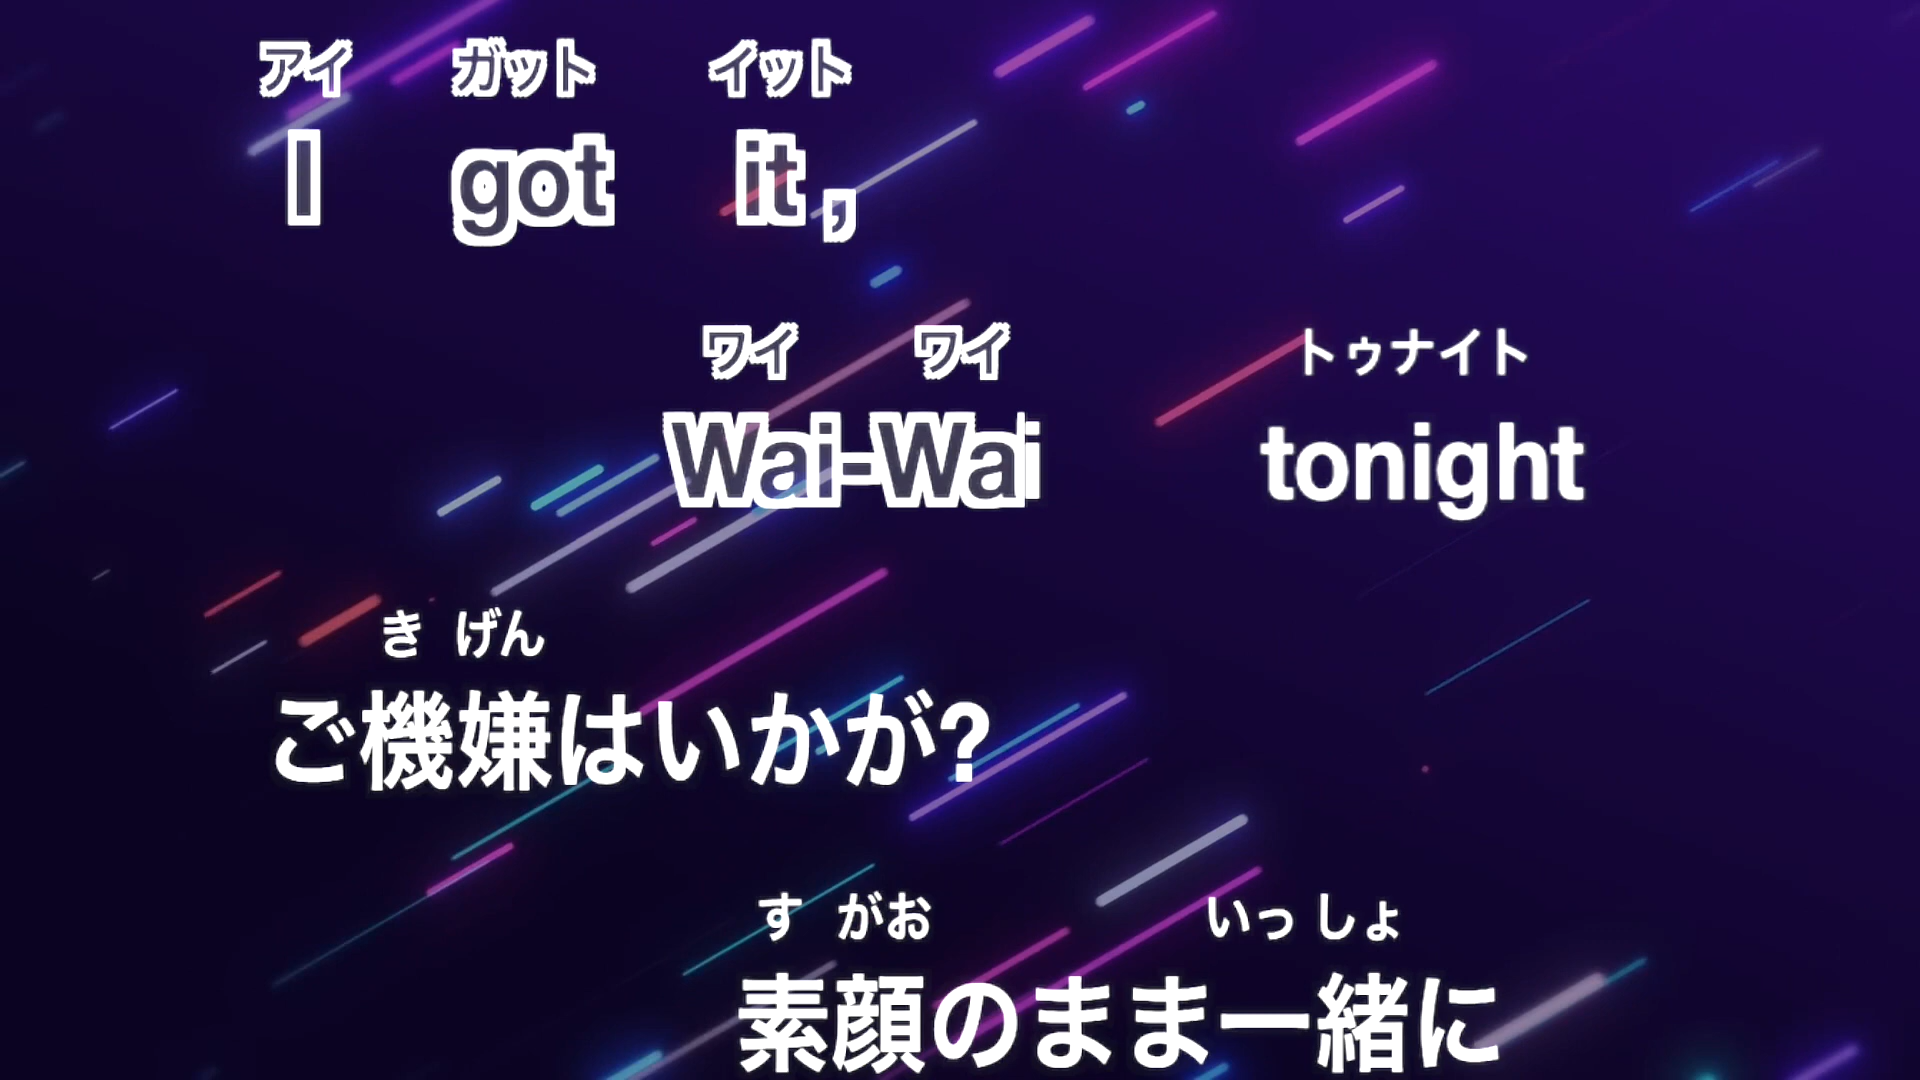 アイ ガット イット
I got it ,
ワイ ワイ トゥナイト
Wai-Wai tonight
き げん
ご機嫌はいかが?
す がお いっ しょ
素顔のまま一緒に